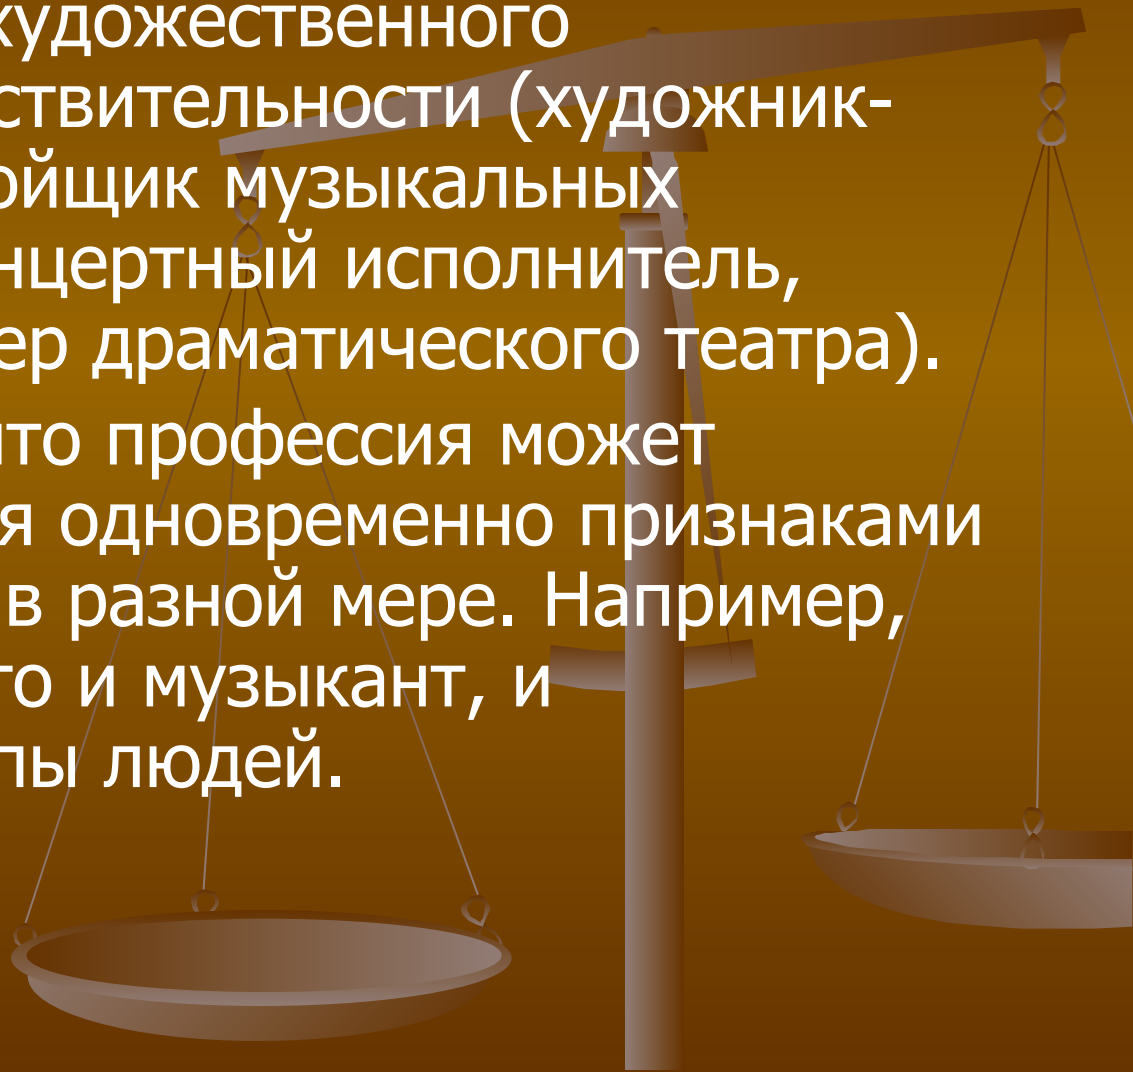 художественного
ствительности (художник-
ойщик музыкальных
нцертный исполнитель,
ер драматического театра).
что профессия может
я одновременно признаками
в разной мере. Например,
то и музыкант, и
пы людей.